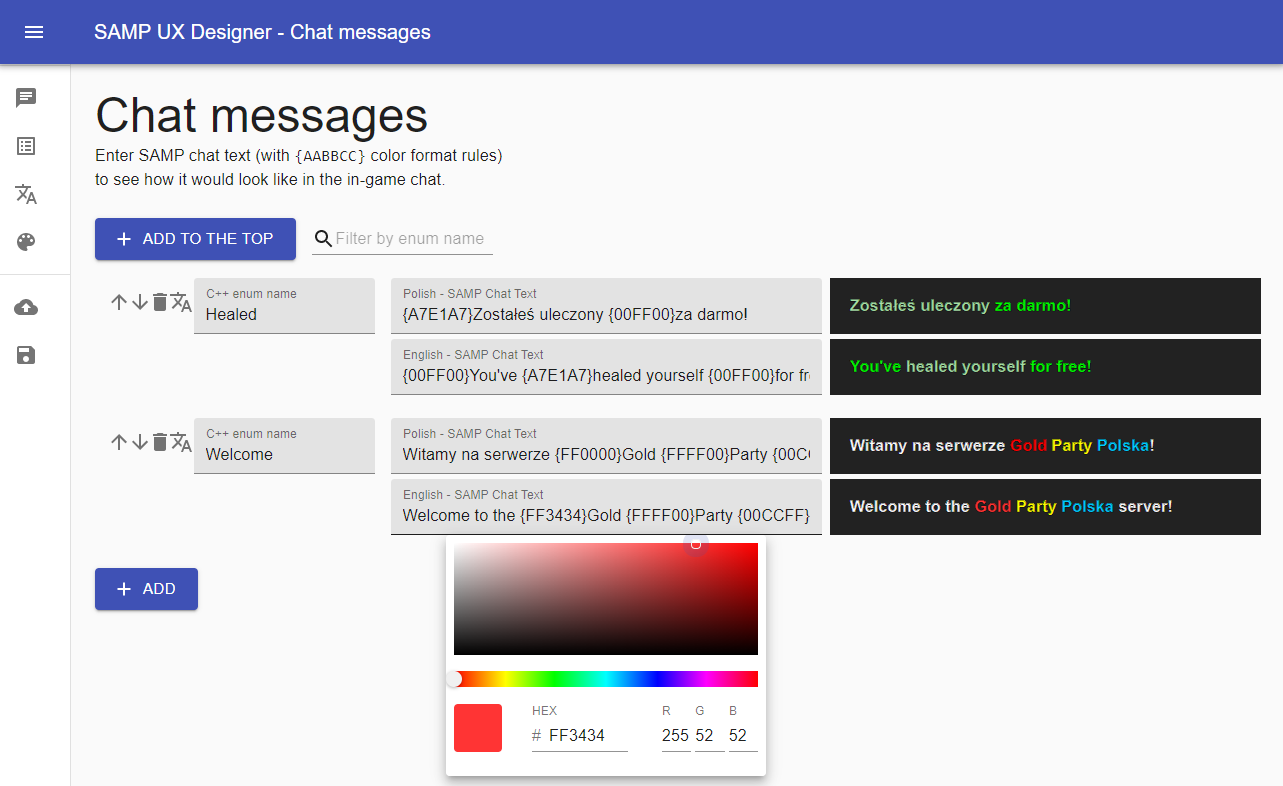 SAMP UX Designer - Chat messages
Chat messages
Enter SAMP chat text (with {AABBCC} color format rules)
to see how it would look like in the in-game chat.
ADD TO THE TOP
Filter by enum name
C++ enum name
Healed
Polish - SAMP Chat Text
{A7E1A7}Zostałeś uleczony {00FF00}za darmo!
Zostałeś uleczony za darmo!
English - SAMP Chat Text
{00FF00}You've {A7E1A7}healed yourself {00FF00}for fr
You've healed yourself for free!
C++ enum name
Welcome
Polish - SAMP Chat Text
Witamy na serwerze {FF0000}Gold {FFFF00}Party {00CC
Witamy na serwerze Gold Party Polska!
English - SAMP Chat Text
Welcome to the {FF3434}Gold {FFFF00}Party {00CCFF}
Welcome to the Gold Party Polska server!
ADD
HEX R G B
# FF3434 255 52 52